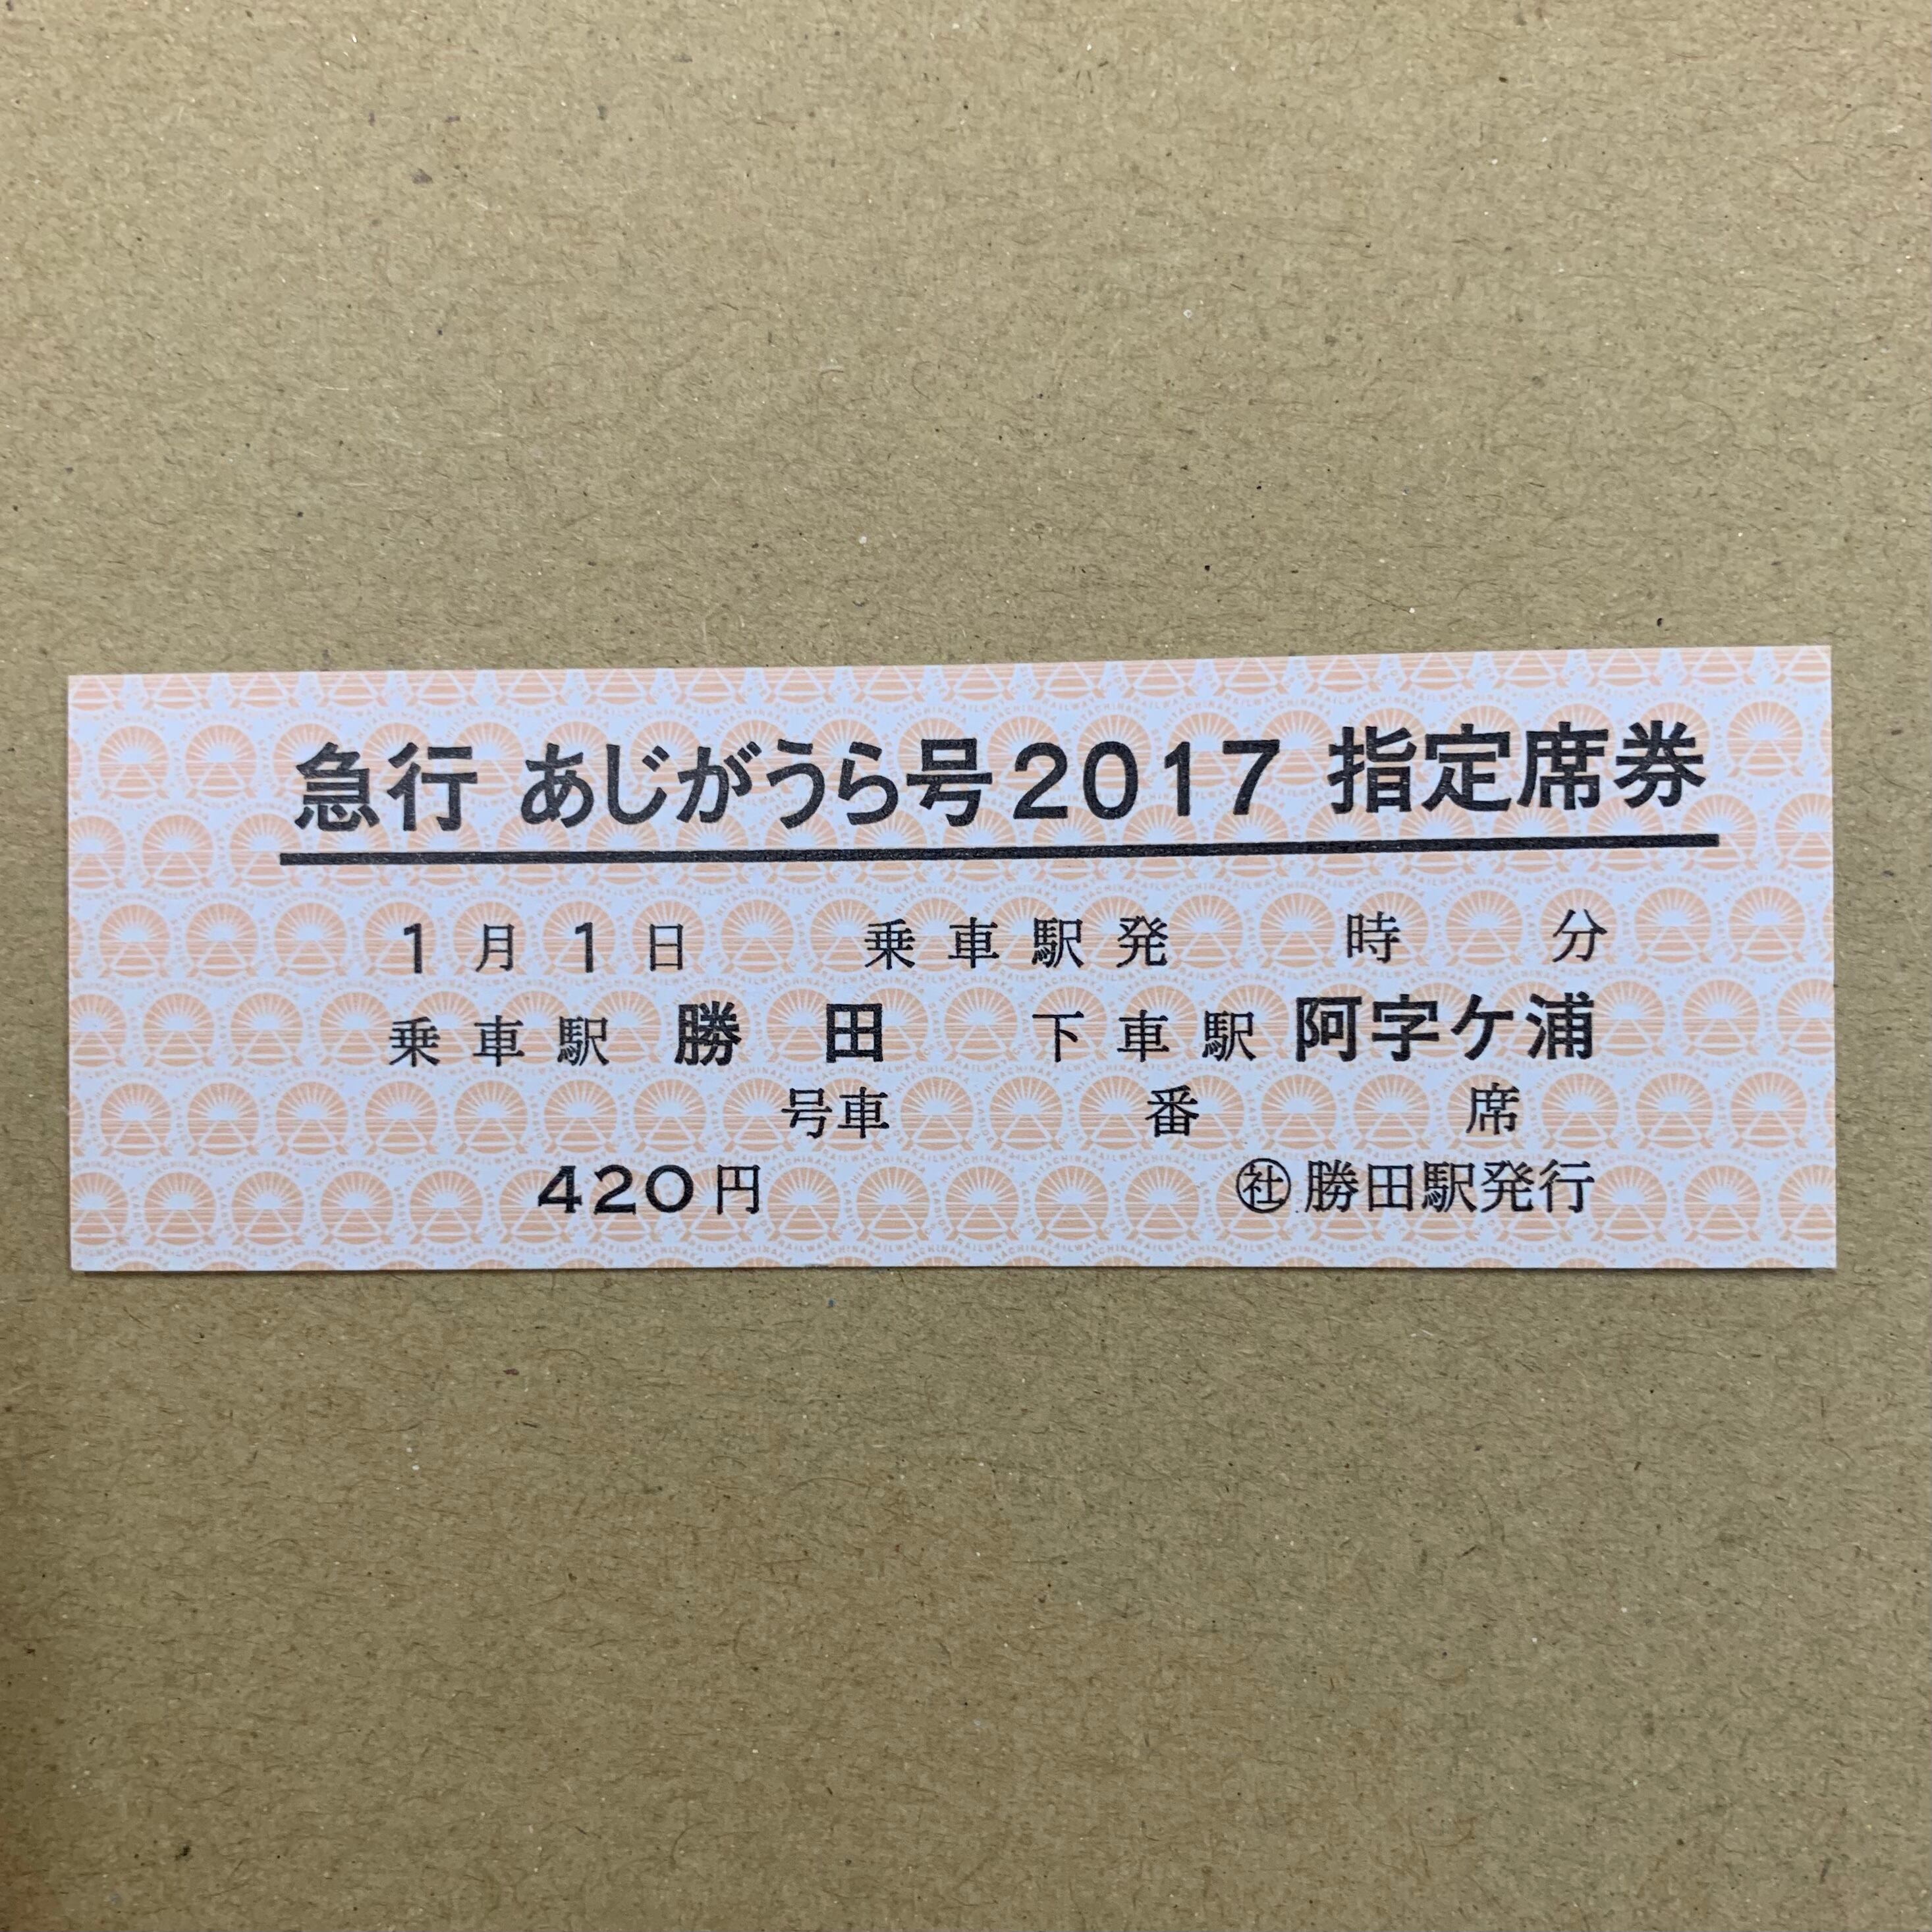 急行 あじがうら号2017 指定席券
1月1日 乗車駅発 時 分
乗車駅 勝田 下車駅 阿字ケ浦
号車 番 席
420円 ㊓勝田駅発行